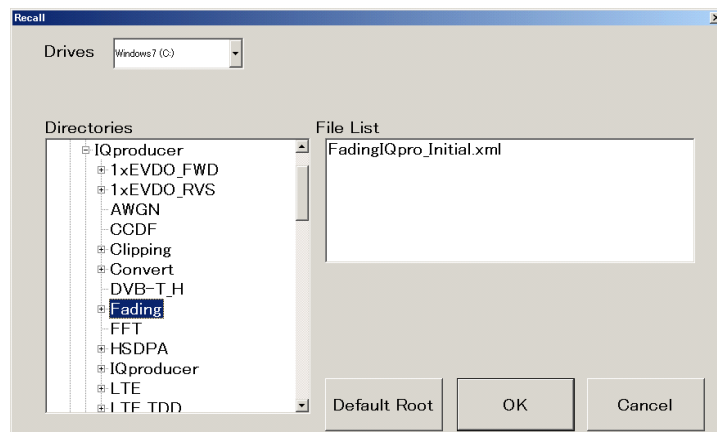 Recall
Drives
Windows7 (C:)
Directories
File List
IQproducer
1xEVDO_FWD
1xEVDO_RVS
AWGN
CCDF
Clipping
Convert
DVB-T_H
Fading
FFT
HSDPA
IQproducer
LTE
LTE_TDD
FadingIQpro_Initial.xml
Default Root
OK
Cancel